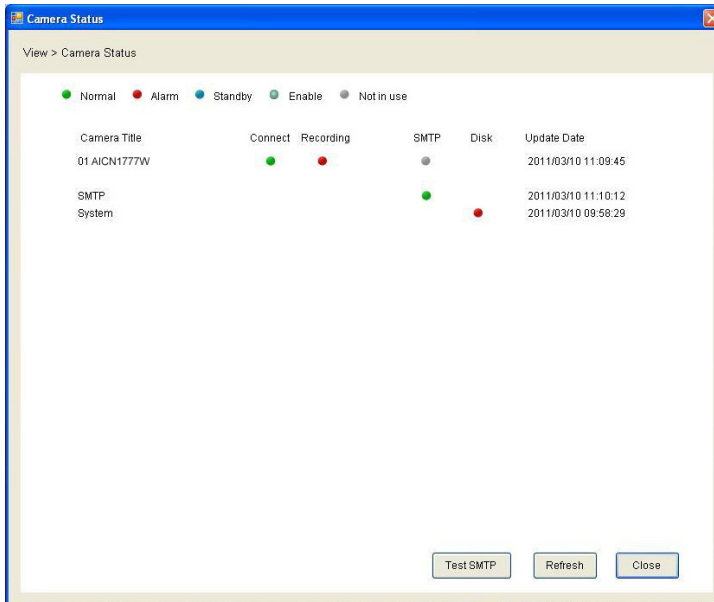 Camera Status
View > Camera Status
Normal Alarm Standby Enable Not in use
Camera Title Connect Recording SMTP Disk Update Date
01 AICN1777W 2011/03/10 11:09:45
SMTP 2011/03/10 11:10:12
System 2011/03/10 09:58:29
Test SMTP Refresh Close